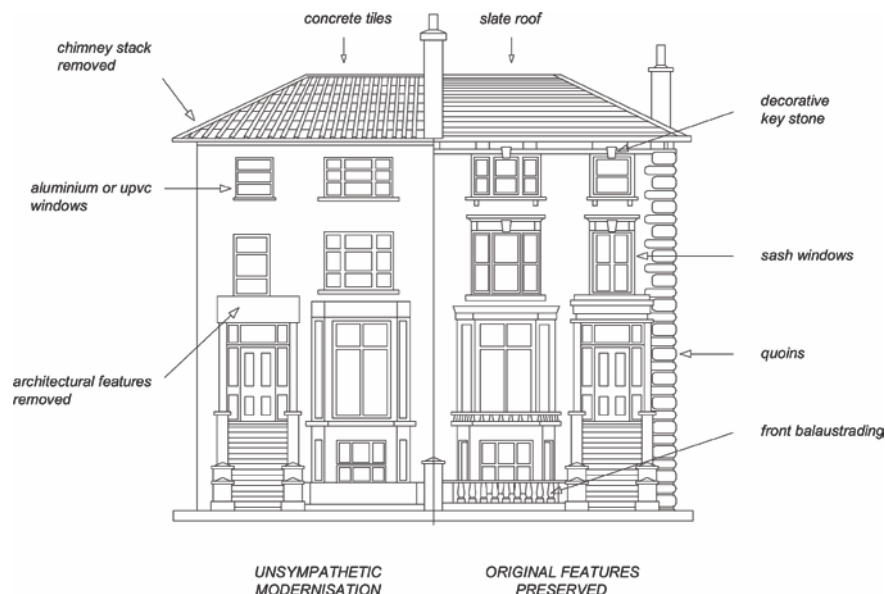 concrete tiles
slate roof
chimney stack
removed
decorative
key stone
aluminium or upvc
windows
sash windows
quoins
architectural features
removed
front balaustrading
UNSYMPATHETIC
MODERNISATION
ORIGINAL FEATURES
PRESERVED